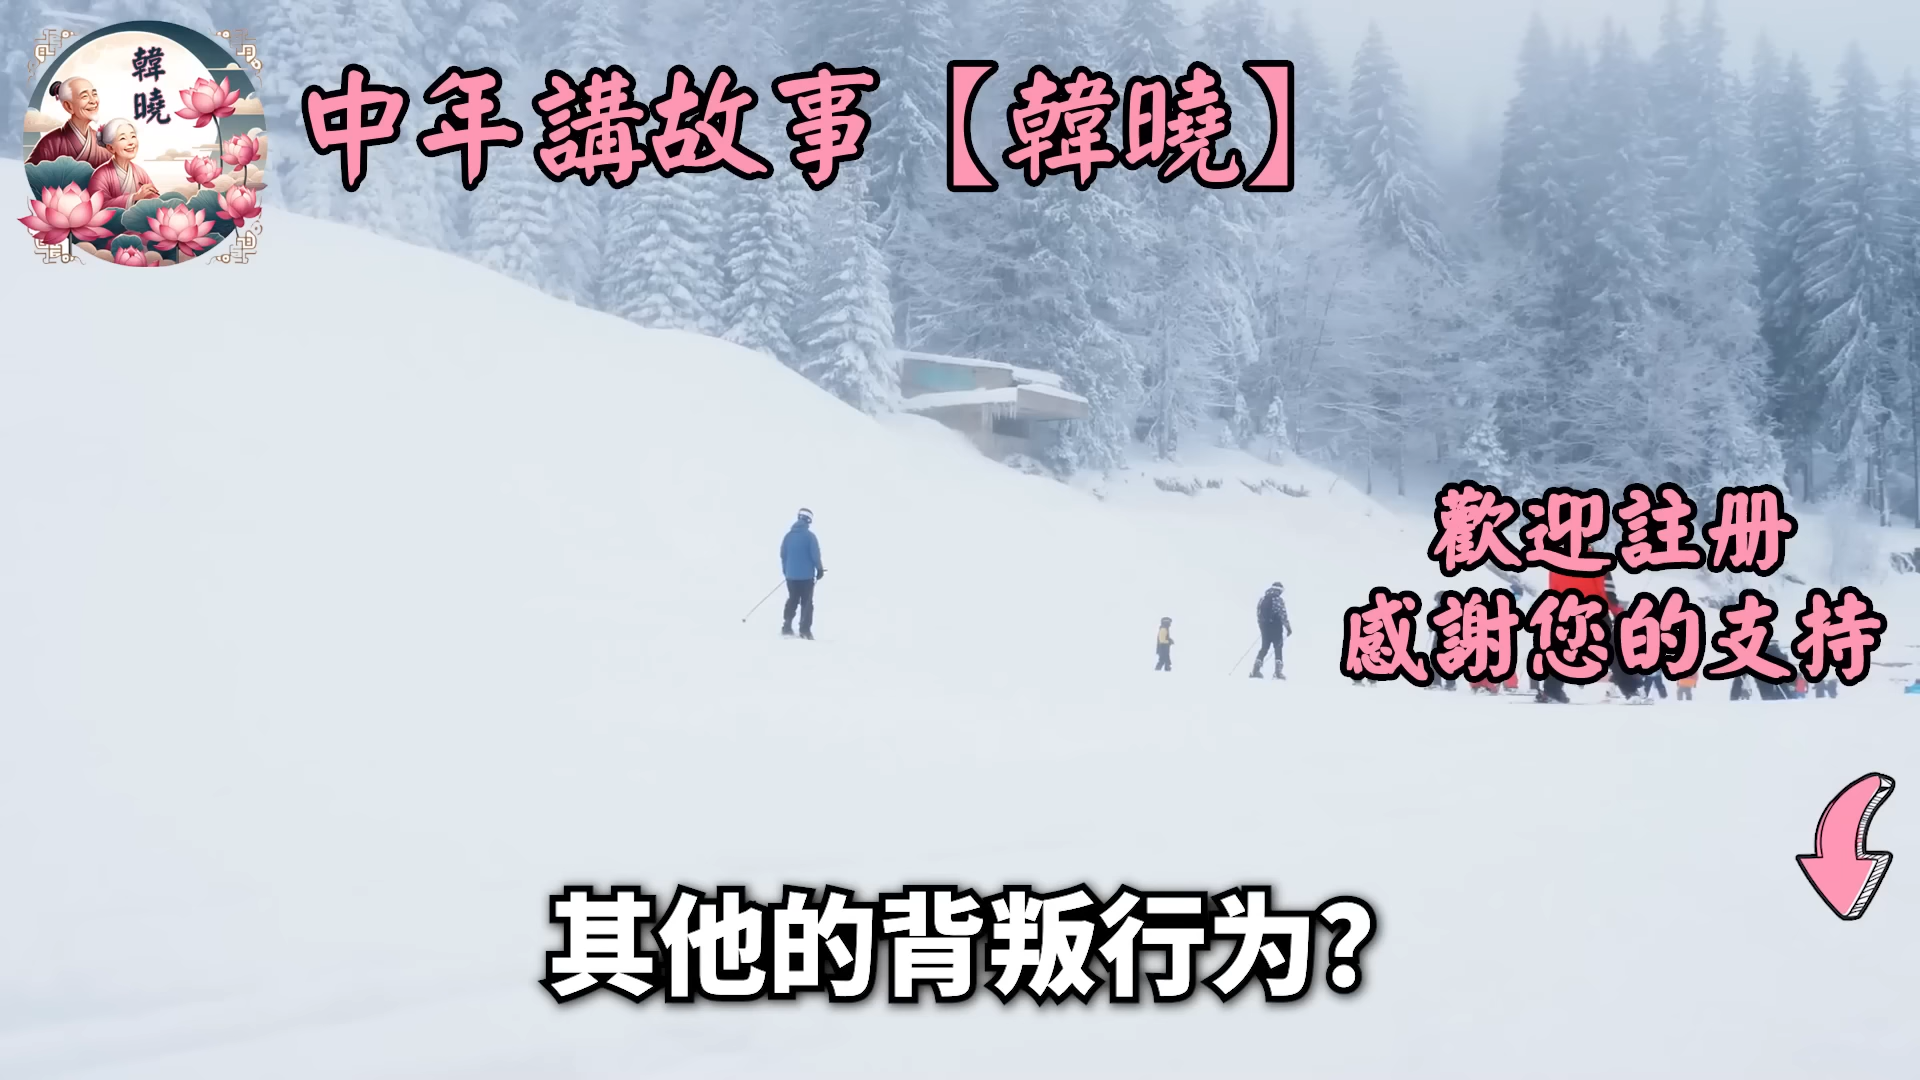 韓
曉
中年講故事【韓曉】
歡迎註册
感謝您的支持
其他的背叛行为?